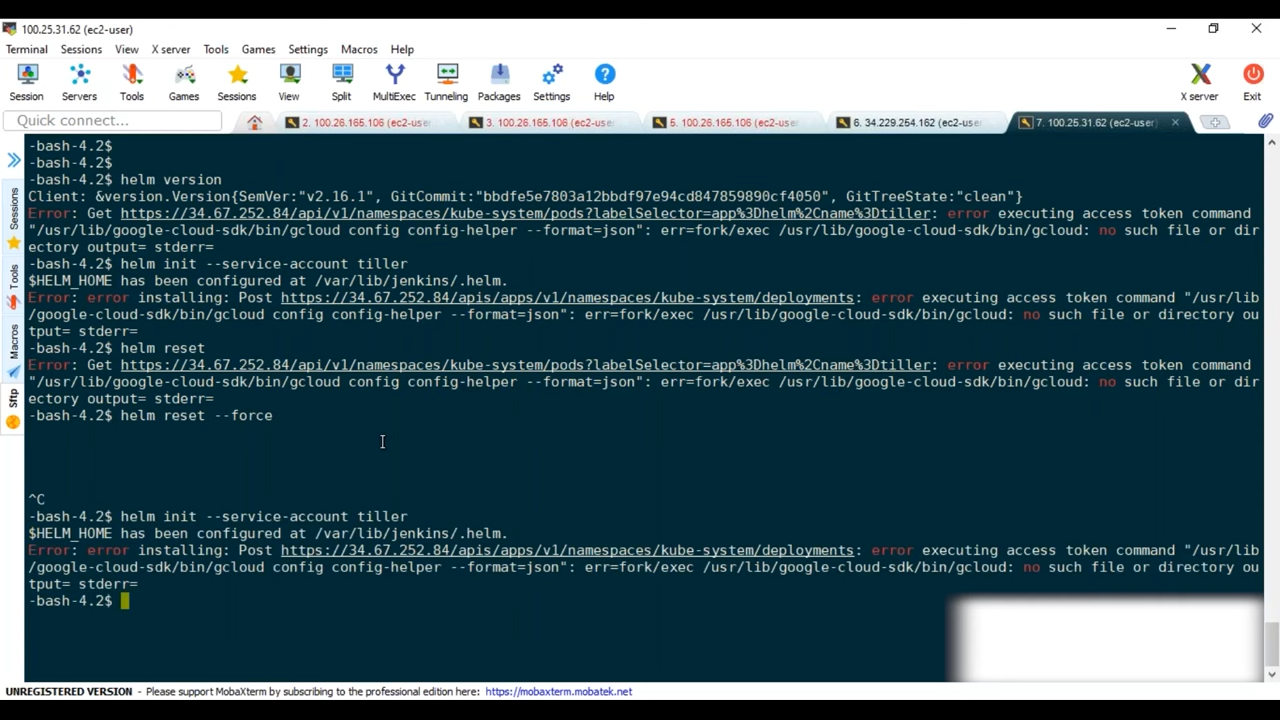 100.25.31.62 (ec2-user)
Terminal Sessions View X server Tools Games Settings Macros Help
Session Servers Tools Games Sessions View Split MultiExec Tunneling Packages Settings Help X server Exit
Quick connect... 2. 100.26.165.106 (ec2-use 3. 100.26.165.106 (ec2-use 5. 100.26.165.106 (ec2-use 6. 34.229.254.162 (ec2-use 7. 100.25.31.62 (ec2-user)
Sessions
Tools
Macros
Sftp
-bash-4.2$
-bash-4.2$
-bash-4.2$ helm version
Client: &version.Version{SemVer:"v2.16.1", GitCommit:"bbdfe5e7803a12bbdf97e94cd847859890cf4050", GitTreeState:"clean"}
Error: Get https://34.67.252.84/api/v1/namespaces/kube-system/pods?labelSelector=app%3Dhelm%2Cname%3Dtiller: error executing access token command
"/usr/lib/google-cloud-sdk/bin/gcloud config config-helper --format=json": err=fork/exec /usr/lib/google-cloud-sdk/bin/gcloud: no such file or dir
ectory output= stderr=
-bash-4.2$ helm init --service-account tiller
$HELM_HOME has been configured at /var/lib/jenkins/.helm.
Error: error installing: Post https://34.67.252.84/apis/apps/v1/namespaces/kube-system/deployments: error executing access token command "/usr/lib
/google-cloud-sdk/bin/gcloud config config-helper --format=json": err=fork/exec /usr/lib/google-cloud-sdk/bin/gcloud: no such file or directory ou
tput= stderr=
-bash-4.2$ helm reset
Error: Get https://34.67.252.84/api/v1/namespaces/kube-system/pods?labelSelector=app%3Dhelm%2Cname%3Dtiller: error executing access token command
"/usr/lib/google-cloud-sdk/bin/gcloud config config-helper --format=json": err=fork/exec /usr/lib/google-cloud-sdk/bin/gcloud: no such file or dir
ectory output= stderr=
-bash-4.2$ helm reset --force
^C
-bash-4.2$ helm init --service-account tiller
$HELM_HOME has been configured at /var/lib/jenkins/.helm.
Error: error installing: Post https://34.67.252.84/apis/apps/v1/namespaces/kube-system/deployments: error executing access token command "/usr/lib
/google-cloud-sdk/bin/gcloud config config-helper --format=json": err=fork/exec /usr/lib/google-cloud-sdk/bin/gcloud: no such file or directory ou
tput= stderr=
-bash-4.2$
UNREGISTERED VERSION - Please support MobaXterm by subscribing to the professional edition here: https://mobaxterm.mobatek.net